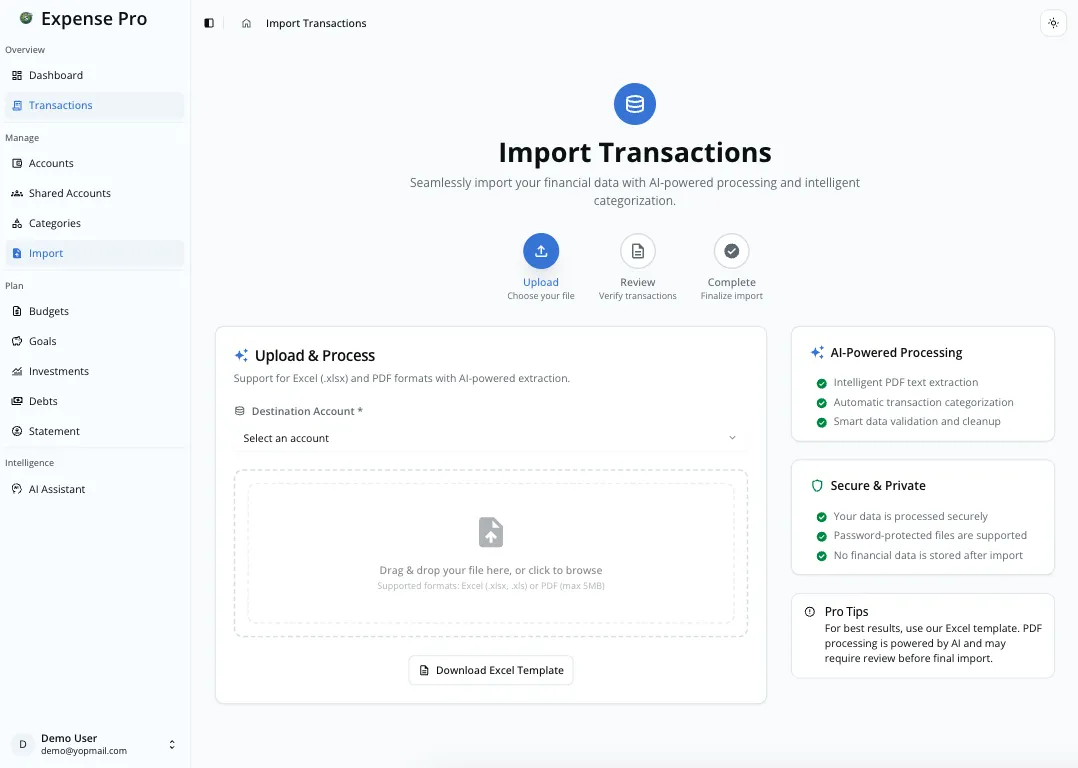 Expense Pro
Overview
Dashboard
Transactions
Manage
Accounts
Shared Accounts
Categories
Import
Plan
Budgets
Goals
Investments
Debts
Statement
Intelligence
AI Assistant
D
Demo User
demo@yopmail.com
Import Transactions
Import Transactions
Seamlessly import your financial data with AI-powered processing and intelligent
categorization.
Upload
Choose your file
Review
Verify transactions
Complete
Finalize import
Upload & Process
Support for Excel (.xlsx) and PDF formats with AI-powered extraction.
Destination Account *
Select an account
Drag & drop your file here, or click to browse
Supported formats: Excel (.xlsx, .xls) or PDF (max 5MB)
Download Excel Template
AI-Powered Processing
Intelligent PDF text extraction
Automatic transaction categorization
Smart data validation and cleanup
Secure & Private
Your data is processed securely
Password-protected files are supported
No financial data is stored after import
Pro Tips
For best results, use our Excel template. PDF
processing is powered by AI and may
require review before final import.